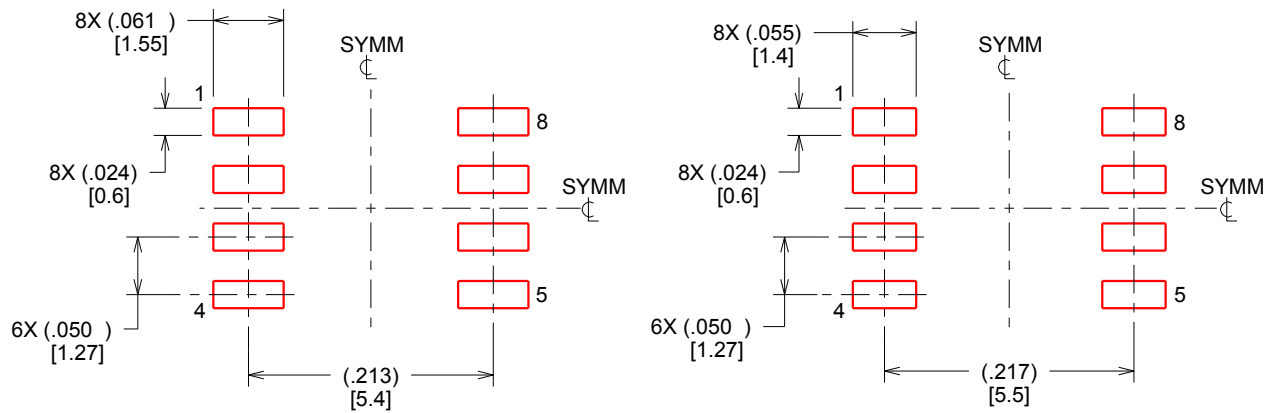 8X (.061 )
[1.55]
SYMM
1
8
8X (.024)
[0.6]
SYMM
6X (.050 )
[1.27]
4
5
(.213)
[5.4]
8X (.055)
[1.4]
SYMM
1
8
8X (.024)
[0.6]
SYMM
6X (.050 )
[1.27]
4
5
(.217)
[5.5]